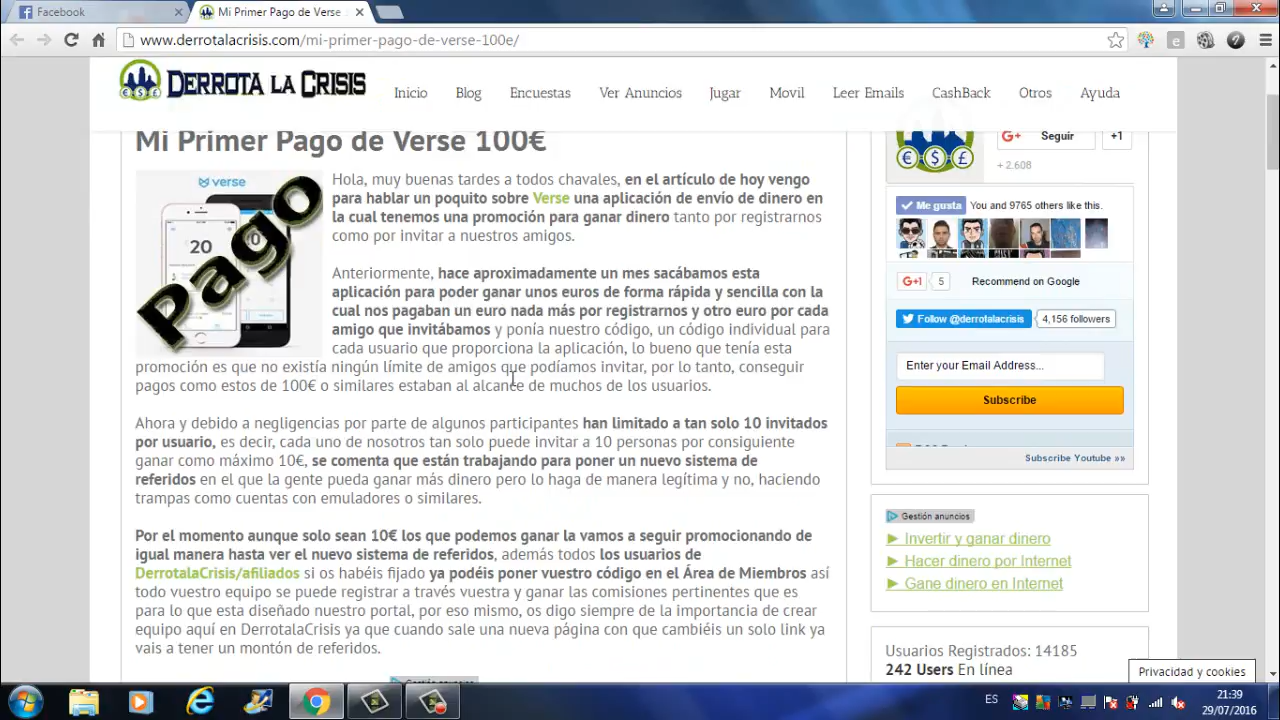 Facebook
Mi Primer Pago de Verse
www.derrotalacrisis.com/mi-primer-pago-de-verse-100e/
DERROTA LA CRISIS
Inicio
Blog
Encuestas
Ver Anuncios
Jugar
Movil
Leer Emails
CashBack
Otros
Ayuda
Mi Primer Pago de Verse 100€
verse
20
Pago
Hola, muy buenas tardes a todos chavales, en el artículo de hoy vengo
para hablar un poquito sobre Verse una aplicación de envío de dinero en
la cual tenemos una promoción para ganar dinero tanto por registrarnos
como por invitar a nuestros amigos.
Anteriormente, hace aproximadamente un mes sacábamos esta
aplicación para poder ganar unos euros de forma rápida y sencilla con la
cual nos pagaban un euro nada más por registrarnos y otro euro por cada
amigo que invitábamos y ponía nuestro código, un código individual para
cada usuario que proporciona la aplicación, lo bueno que tenía esta
promoción es que no existía ningún límite de amigos que podíamos invitar, por lo tanto, conseguir
pagos como estos de 100€ o similares estaban al alcance de muchos de los usuarios.
Ahora y debido a negligencias por parte de algunos participantes han limitado a tan solo 10 invitados
por usuario, es decir, cada uno de nosotros tan solo puede invitar a 10 personas por consiguiente
ganar como máximo 10€, se comenta que están trabajando para poner un nuevo sistema de
referidos en el que la gente pueda ganar más dinero pero lo haga de manera legítima y no, haciendo
trampas como cuentas con emuladores o similares.
Por el momento aunque solo sean 10€ los que podemos ganar la vamos a seguir promocionando de
igual manera hasta ver el nuevo sistema de referidos, además todos los usuarios de
DerrotalaCrisis/afiliados si os habéis fijado ya podéis poner vuestro código en el Área de Miembros así
todo vuestro equipo se puede registrar a través vuestra y ganar las comisiones pertinentes que es
para lo que esta diseñado nuestro portal, por eso mismo, os digo siempre de la importancia de crear
equipo aquí en DerrotalaCrisis ya que cuando sale una nueva página con que cambiéis un solo link ya
vais a tener un montón de referidos.
G+ Seguir
+1
+ 2.608
Me gusta
You and 9765 others like this.
G+1
5
Recommend on Google
Follow @derrotalacrisis
4,156 followers
Enter your Email Address...
Subscribe
Subscribe Youtube »»
Gestión anuncios
► Invertir y ganar dinero
► Hacer dinero por Internet
► Gane dinero en Internet
Usuarios Registrados: 14185
242 Users En línea
Privacidad y cookies
ES
21:39
29/07/2016